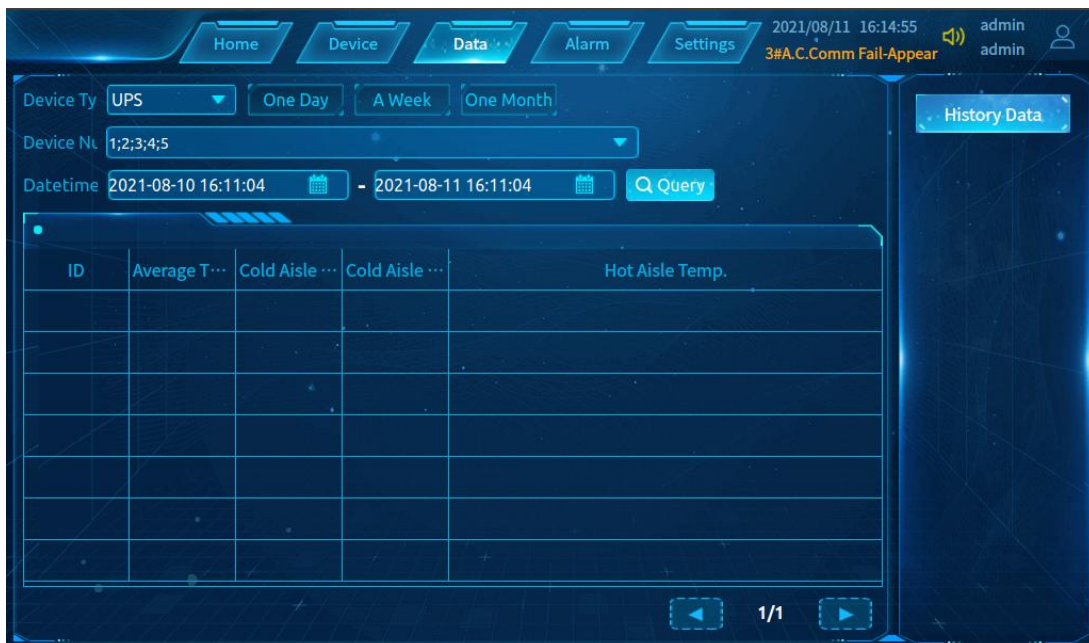 Home Device Data Alarm Settings 2021/08/11 16:14:55 admin
3#A.C.Comm Fail-Appear admin
Device Ty UPS One Day A Week One Month
History Data
Device Nu 1;2;3;4;5
Datetime 2021-08-10 16:11:04 - 2021-08-11 16:11:04 Query
ID Average T··· Cold Aisle ··· Cold Aisle ··· Hot Aisle Temp.
1/1